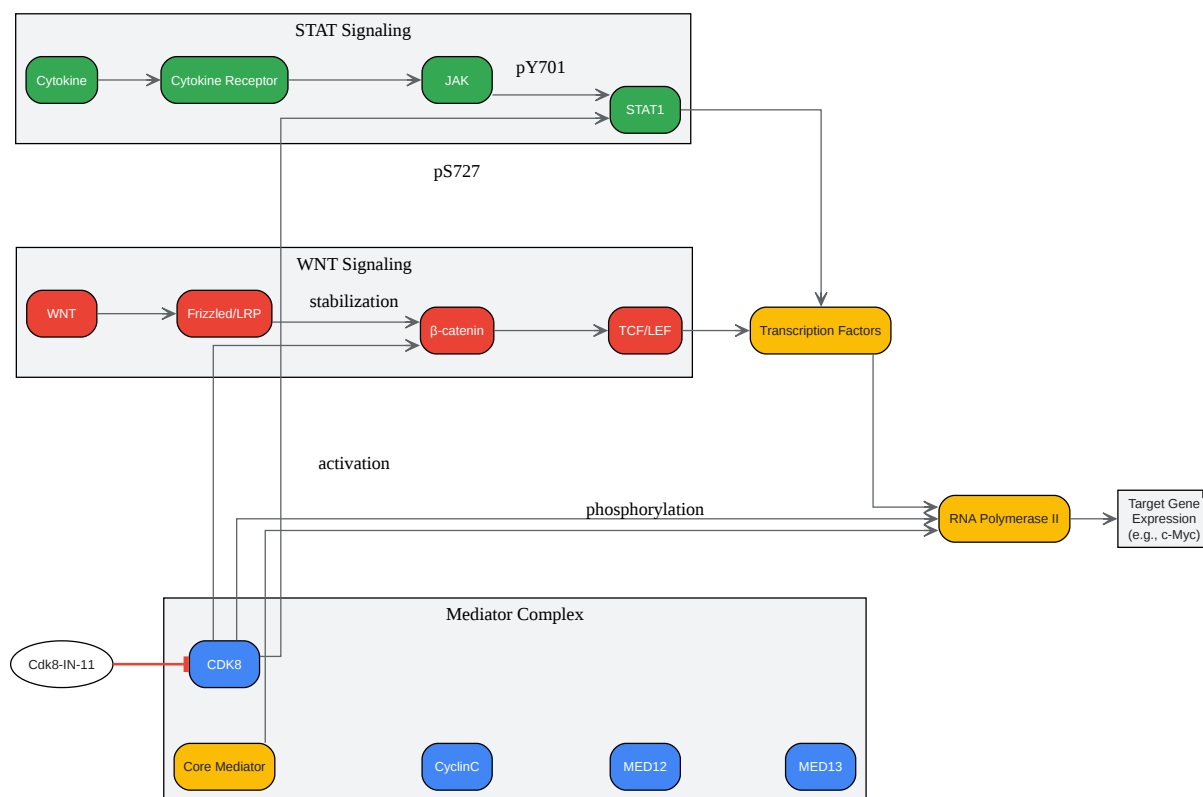 STAT Signaling
Cytokine
Cytokine Receptor
JAK
pY701
STAT1
pS727
WNT Signaling
WNT
Frizzled/LRP
stabilization
β-catenin
TCF/LEF
Transcription Factors
activation
phosphorylation
RNA Polymerase II
Target Gene
Expression
(e.g., c-Myc)
Mediator Complex
Cdk8-IN-11
CDK8
Core Mediator
CyclinC
MED12
MED13